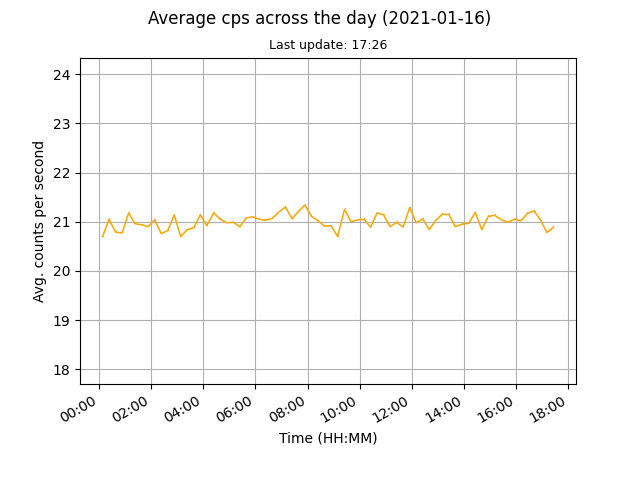 Average cps across the day (2021-01-16)
Last update: 17:26
Avg. counts per second
24
23
22
21
20
19
18
00:00 02:00 04:00 06:00 08:00 10:00 12:00 14:00 16:00 18:00
Time (HH:MM)